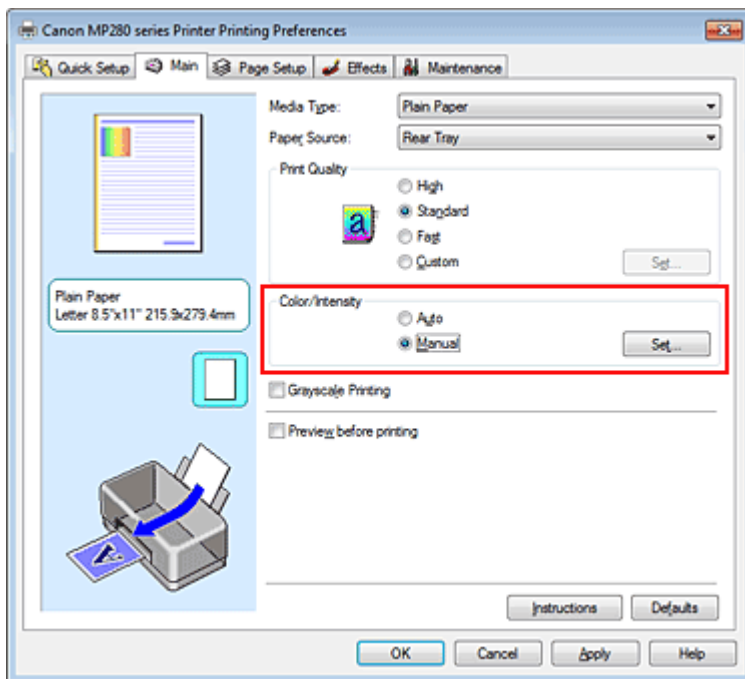 Canon MP280 series Printer Printing Preferences
Quick Setup Main Page Setup Effects Maintenance
Media Type: Plain Paper
Paper Source: Rear Tray
Print Quality
High
a Standard
Fast
Custom Set...
Plain Paper
Letter 8.5"x11" 215.9x279.4mm
Color/Intensity
Auto
Manual Set...
Grayscale Printing
Preview before printing
A
Instructions Defaults
OK Cancel Apply Help